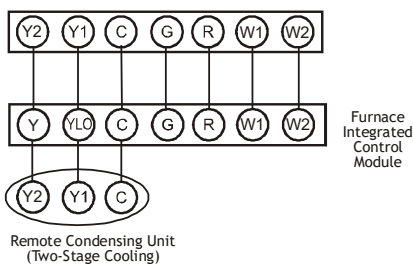 Y2 Y1 C G R W1 W2
Y YLO C G R W1 W2
Furnace
Integrated
Control
Module
Y2 Y1 C
Remote Condensing Unit
(Two-Stage Cooling)